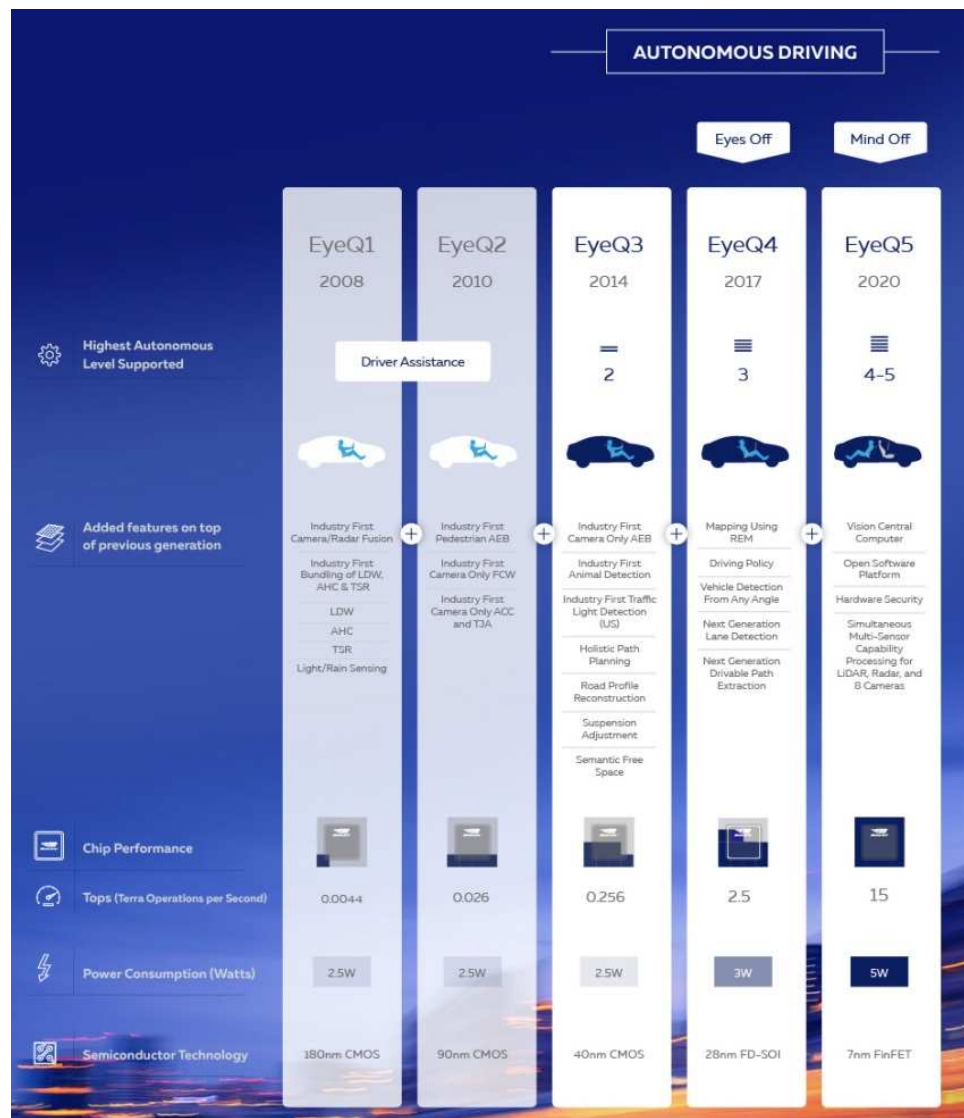 AUTONOMOUS DRIVING
Eyes Off
Mind Off
EyeQ1
EyeQ2
EyeQ3
EyeQ4
EyeQ5
2008
2010
2014
2017
2020
Highest Autonomous
Level Supported
Driver Assistance
2
3
4-5
Added features on top
of previous generation
Industry First
Camera/Radar Fusion
Industry First
Bundling of LDW,
AHC & TSR
LDW
AHC
TSR
Light/Rain Sensing
+
Industry First
Pedestrian AEB
Industry First
Camera Only FCW
Industry First
Camera Only ACC
and TJA
+
Industry First
Camera Only AEB
Industry First
Animal Detection
Industry First Traffic
Light Detection
(US)
Holistic Path
Planning
Road Profile
Reconstruction
Suspension
Adjustment
Semantic Free
Space
+
Mapping Using
REM
Driving Policy
Vehicle Detection
From Any Angle
Next Generation
Lane Detection
Next Generation
Drivable Path
Extraction
+
Vision Central
Computer
Open Software
Platform
Hardware Security
Simultaneous
Multi-Sensor
Capability
Processing for
LiDAR, Radar, and
8 Cameras
Chip Performance
Tops (Terra Operations per Second)
0.0044
0.026
0.256
2.5
15
Power Consumption (Watts)
2.5W
2.5W
2.5W
3W
5W
Semiconductor Technology
180nm CMOS
90nm CMOS
40nm CMOS
28nm FD-SOI
7nm FinFET